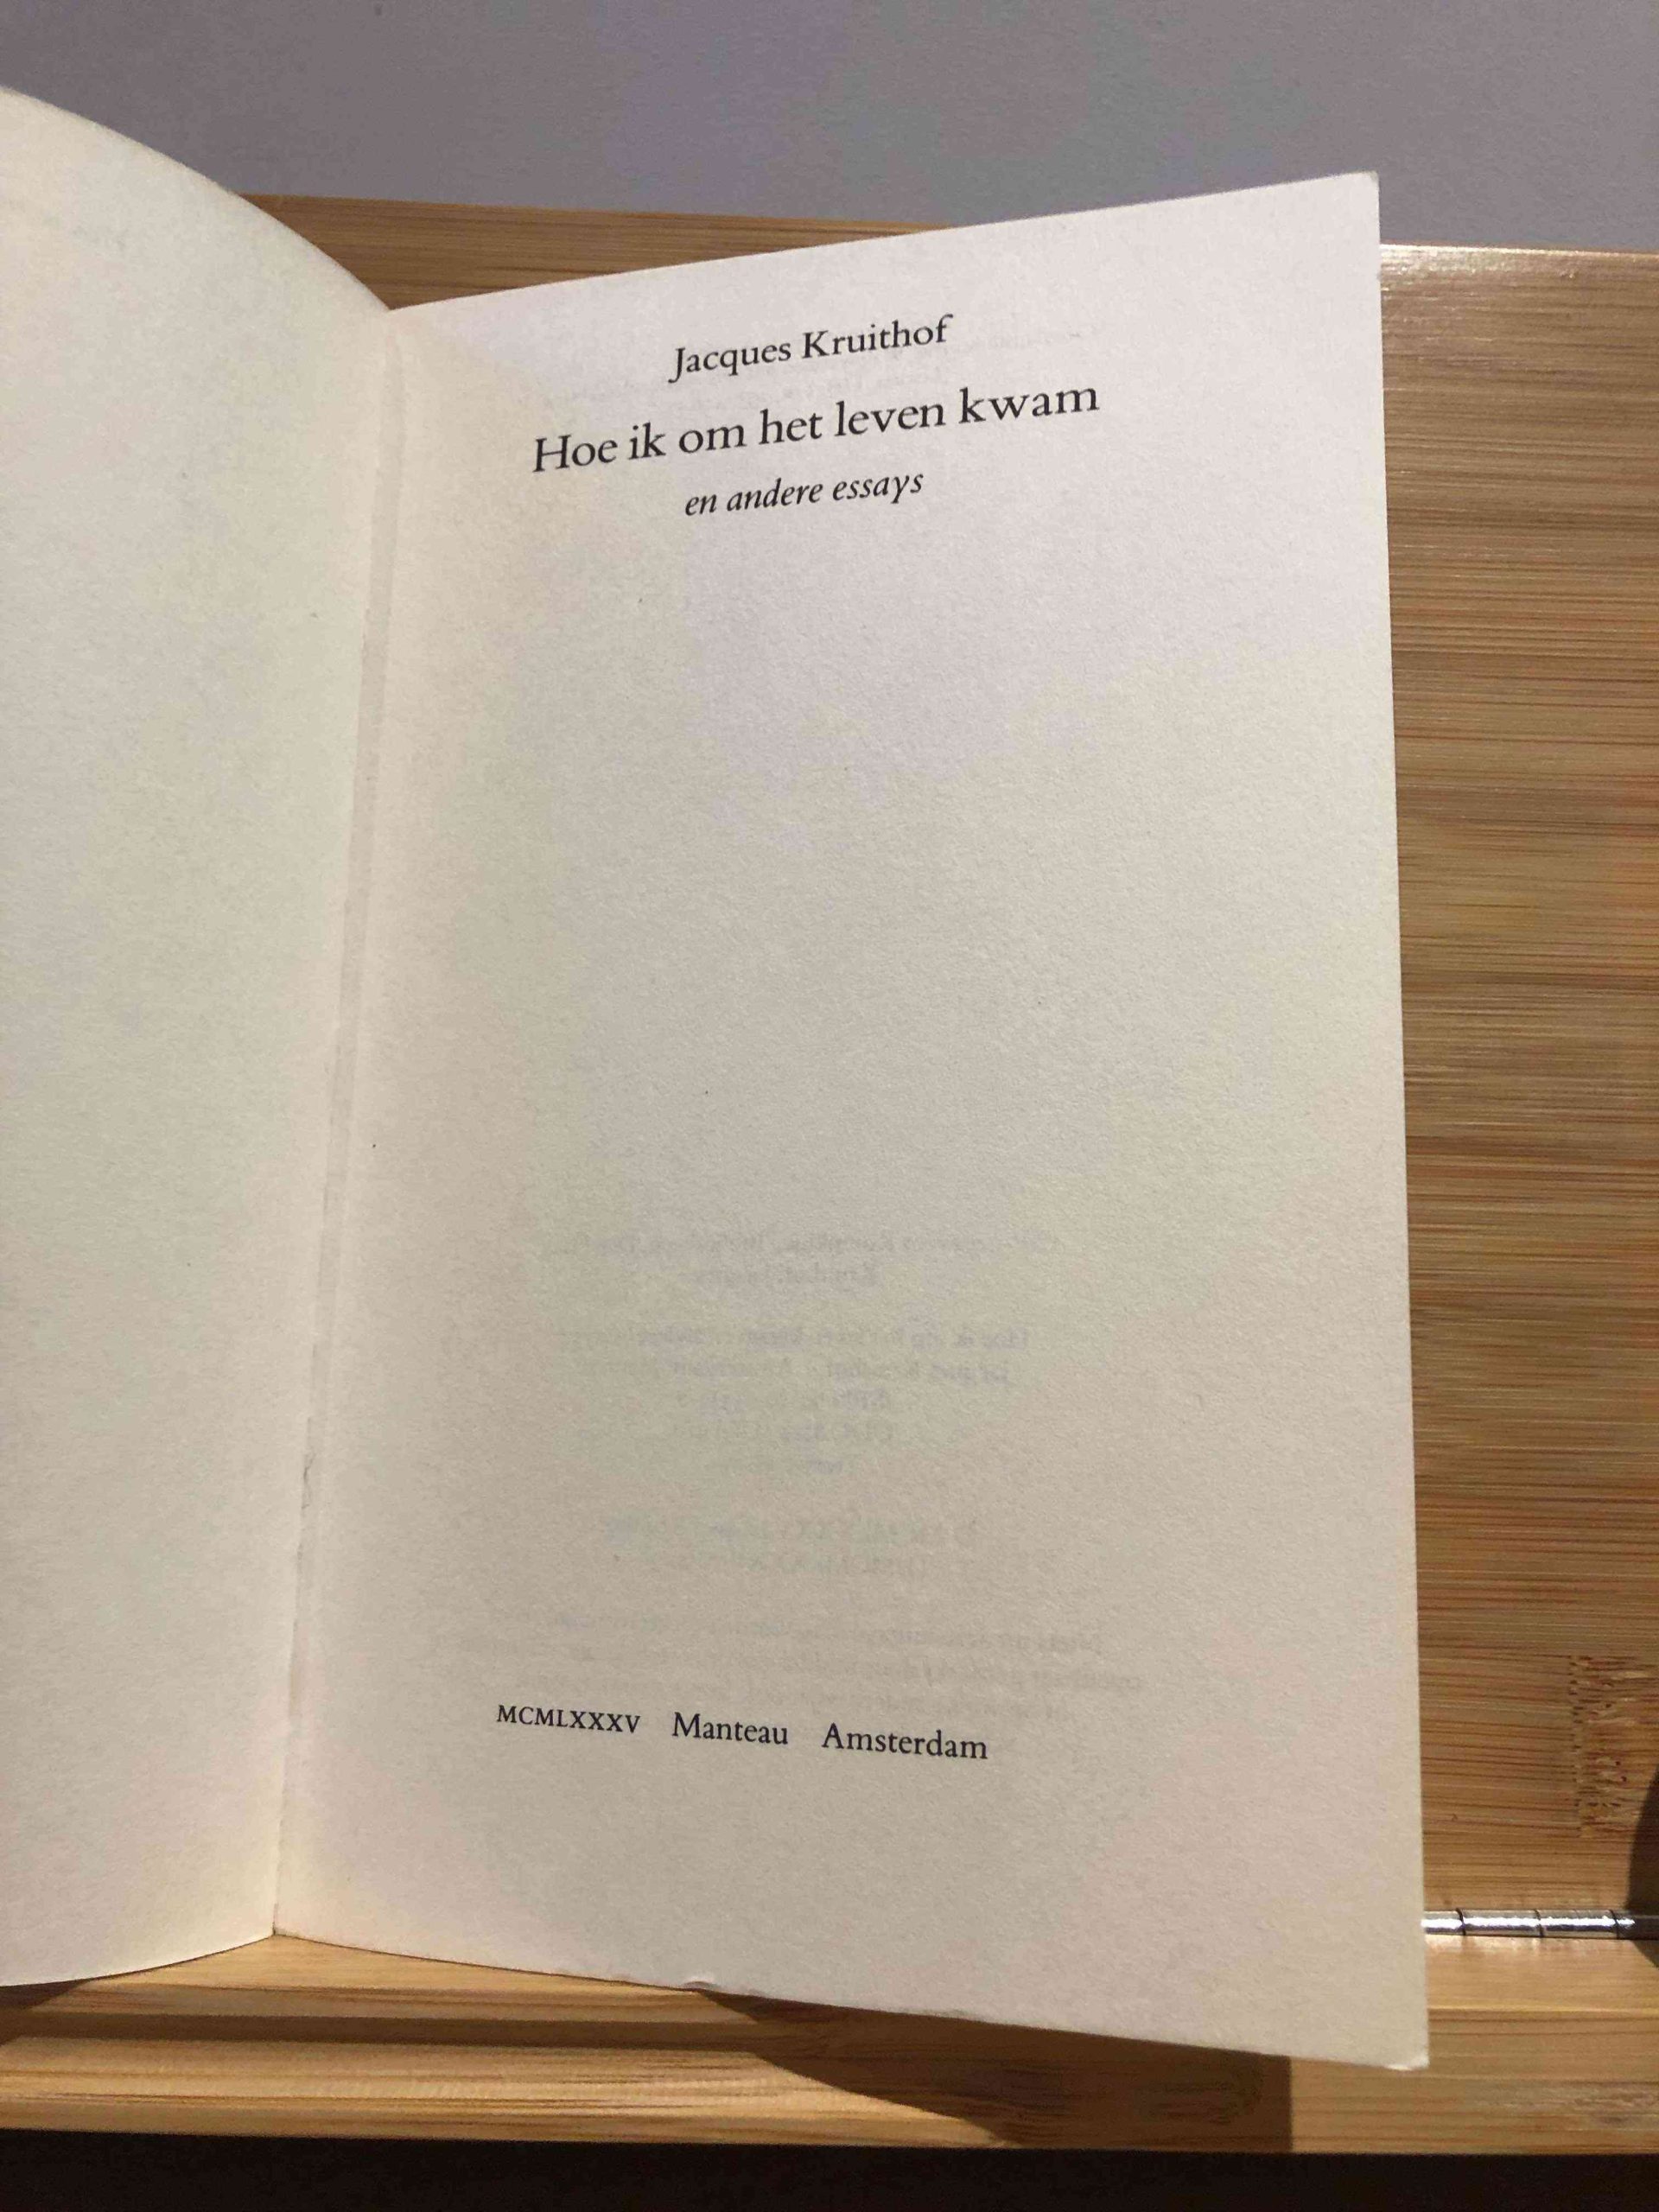 Jacques Kruithof
Hoe ik om het leven kwam
en andere essays
MCMLXXXV Manteau Amsterdam